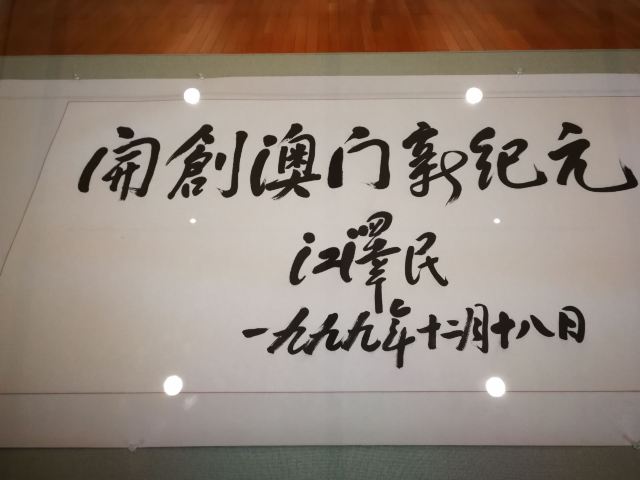 開創澳门新纪元
江澤民
一九九九年十二月十八日